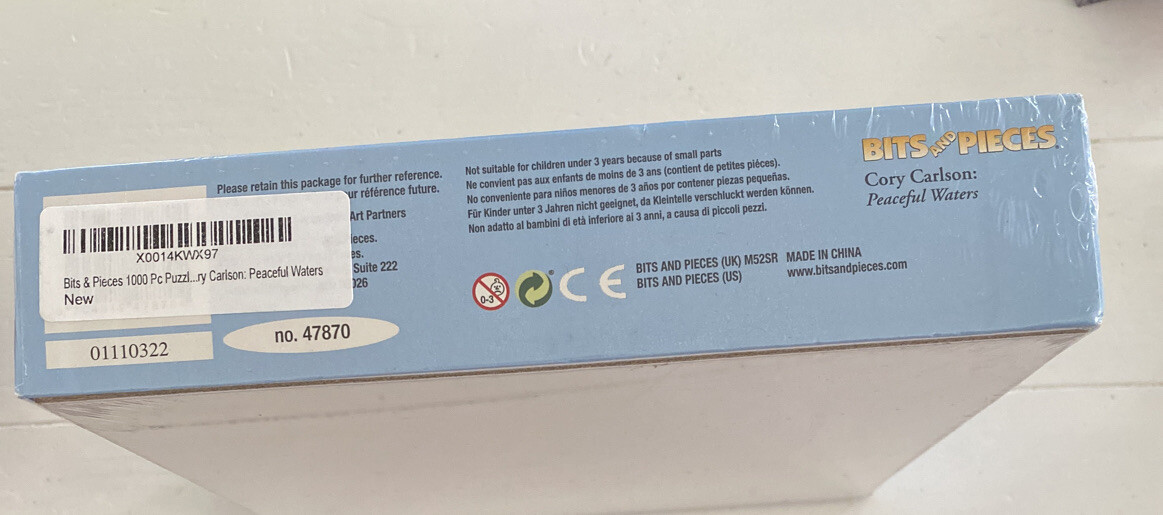 Please retain this package for further reference.
ur référence future.
Art Partners
ieces.
es.
Suite 222
026
X0014KWX97
Bits & Pieces 1000 Pc Puzzl...ry Carlson: Peaceful Waters
New
01110322
no. 47870
Not suitable for children under 3 years because of small parts
Ne convient pas aux enfants de moins de 3 ans (contient de petites piéces).
No conveniente para niños menores de 3 años por contener piezas pequeñas.
Für Kinder unter 3 Jahren nicht geeignet, da Kleinteile verschluckt werden können.
Non adatto al bambini di età inferiore al 3 anni, a causa di piccoli pezzi.
0-3
CE
BITS AND PIECES (UK) M52SR
BITS AND PIECES (US)
MADE IN CHINA
www.bitsandpieces.com
BITS AND PIECES
Cory Carlson:
Peaceful Waters